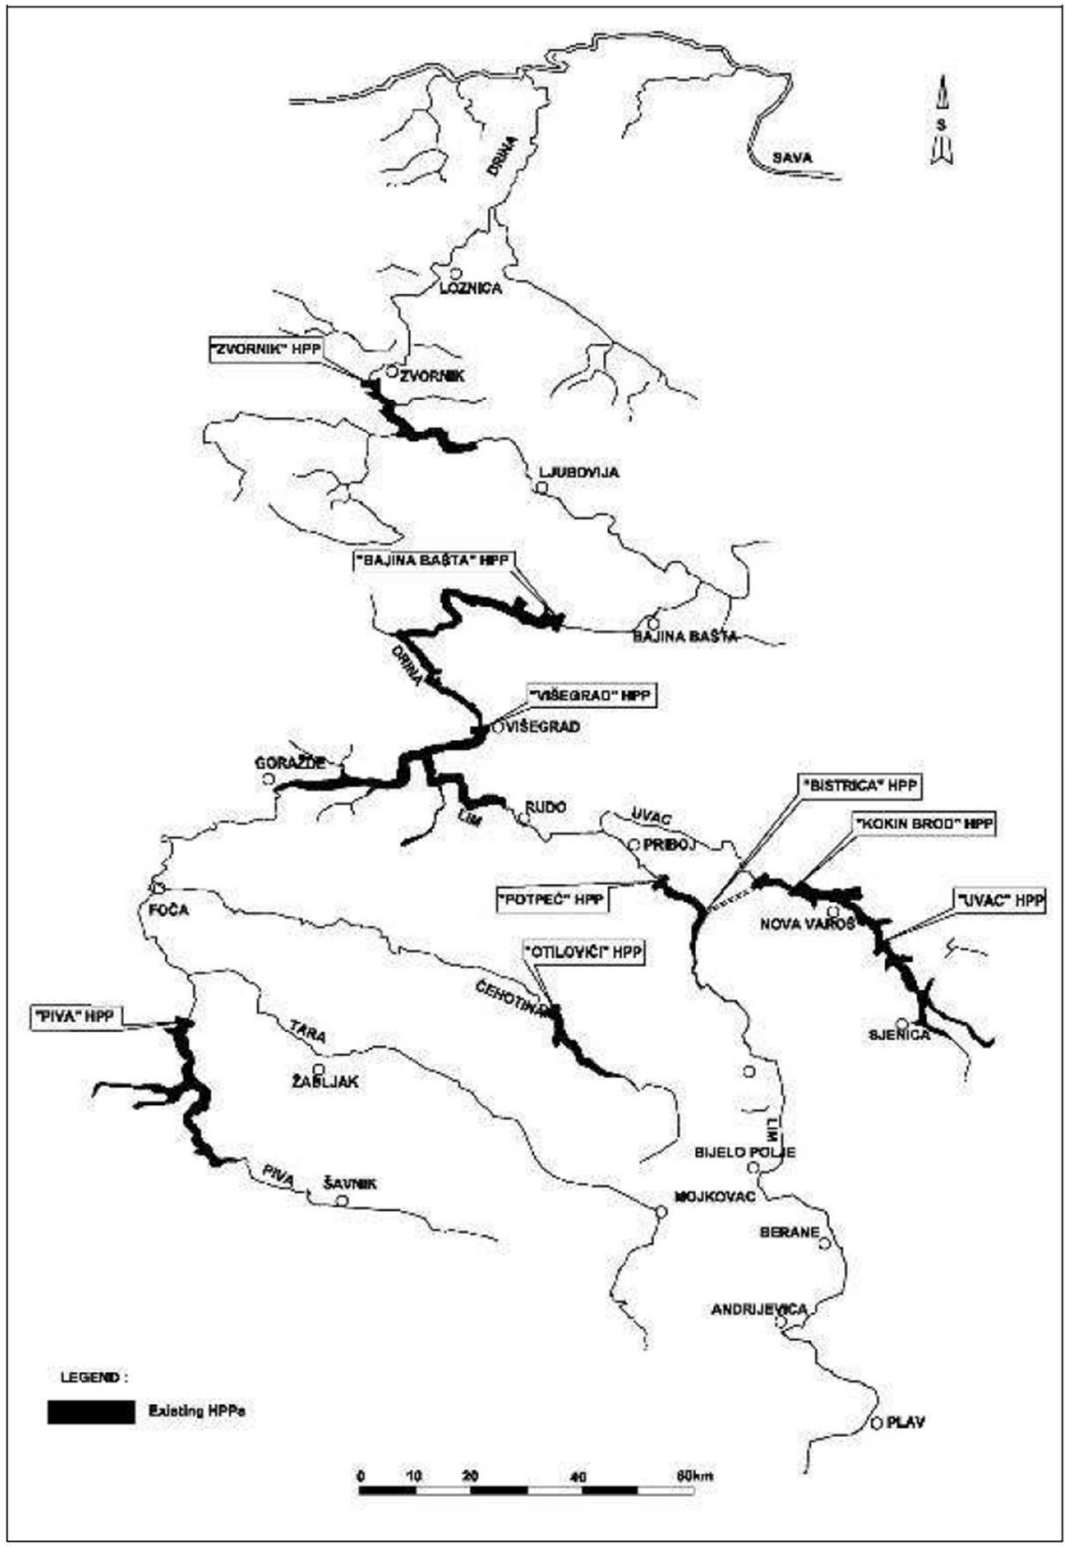 S
SAVA
DRINA
LOZNICA
"ZVORNIK" HPP
ZVORNIK
LJUBOVIJA
"BAJINA BAŠTA" HPP
BAJINA BAŠTA
DRINA
"VIŠEGRAD" HPP
VIŠEGRAD
GORAŽDE
"BISTRICA" HPP
RUDO
UVAC
LIM
"KOKIN BROD" HPP
PRIBOJ
"POTPEĆ" HPP
"UVAC" HPP
FOČA
NOVA VAROŠ
"OTILOVIĆI" HPP
ČEHOTINA
"PIVA" HPP
TARA
SJENICA
ŽABLJAK
LIM
BIJELO POLJE
PIVA
ŠAVNIK
MOJKOVAC
BERANE
ANDRIJEVICA
LEGEND :
Existing HPPs
PLAV
0 10 20 40 60km